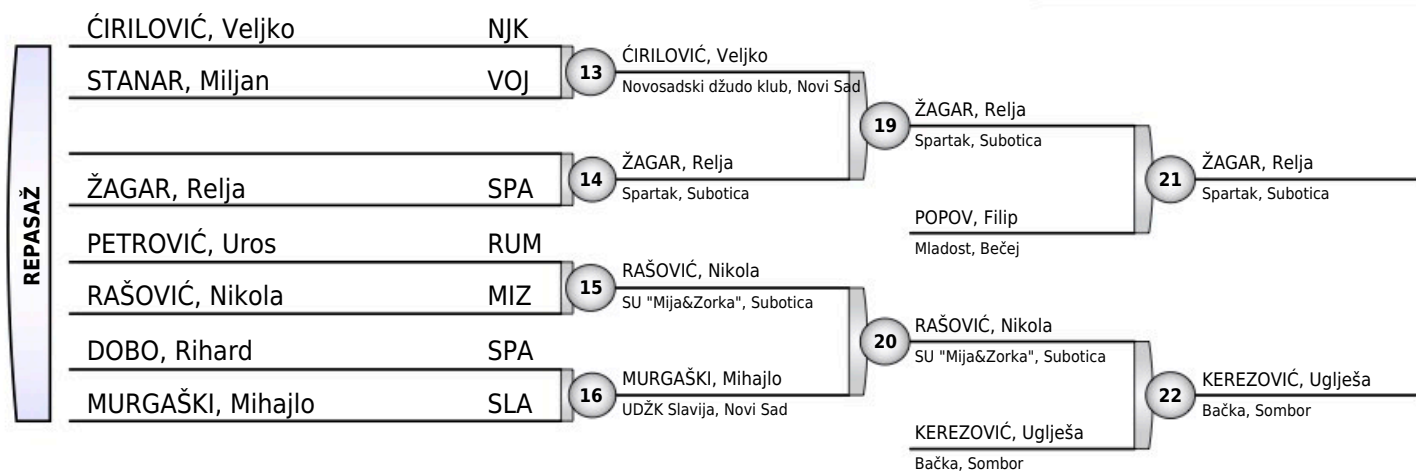 REPASAŽ
ĆIRILOVIĆ, Veljko NJK
STANAR, Miljan VOJ
ŽAGAR, Relja SPA
PETROVIĆ, Uros RUM
RAŠOVIĆ, Nikola MIZ
DOBO, Rihard SPA
MURGAŠKI, Mihajlo SLA
13
ĆIRILOVIĆ, Veljko
Novosadski džudo klub, Novi Sad
14
ŽAGAR, Relja
Spartak, Subotica
15
RAŠOVIĆ, Nikola
SU "Mija&Zorka", Subotica
16
MURGAŠKI, Mihajlo
UDŽK Slavija, Novi Sad
19
ŽAGAR, Relja
Spartak, Subotica
POPOV, Filip
Mladost, Bečej
20
RAŠOVIĆ, Nikola
SU "Mija&Zorka", Subotica
KEREZOVIĆ, Uglješa
Bačka, Sombor
21
ŽAGAR, Relja
Spartak, Subotica
22
KEREZOVIĆ, Uglješa
Bačka, Sombor